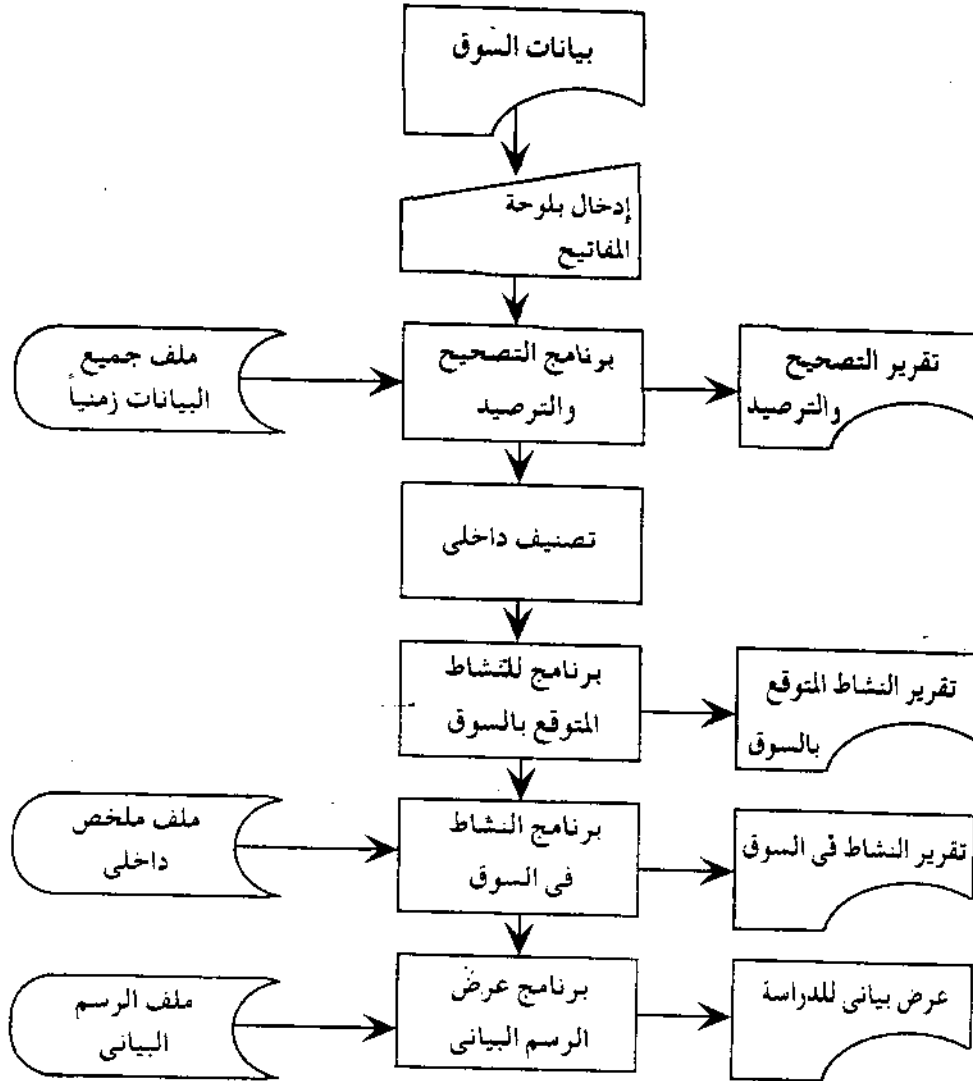 بيانات السوق
إدخال بلوحة
المفاتيح
ملف جميع
البيانات زمنياً
برنامج التصحيح
والترصيد
تقرير التصحيح
والترصيد
تصنيف داخلى
برنامج للنشاط
المتوقع بالسوق
تقرير النشاط المتوقع
بالسوق
ملف ملخص
داخلى
برنامج النشاط
فى السوق
تقرير النشاط فى السوق
ملف الرسم
البيانى
برنامج عرض
الرسم البيانى
عرض بيانى للدراسة